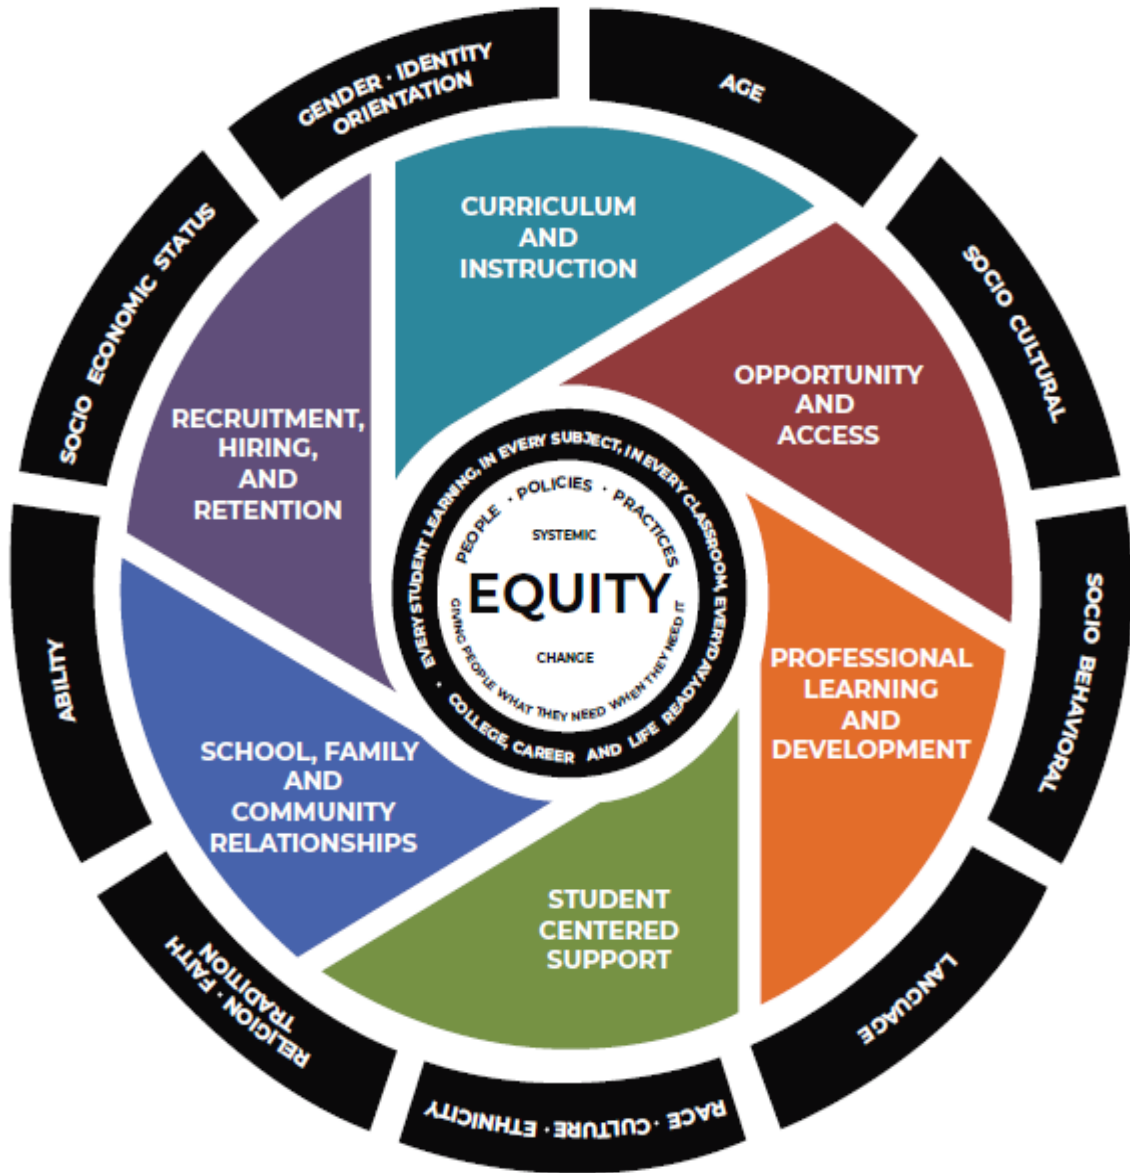 GENDER · IDENTITY
ORIENTATION
AGE
SOCIO CULTURAL
SOCIO BEHAVIORAL
LANGUAGE
RACE · CULTURE · ETHNICITY
RELIGION · FAITH
TRADITION
ABILITY
SOCIO ECONOMIC STATUS
CURRICULUM
AND
INSTRUCTION
OPPORTUNITY
AND
ACCESS
PROFESSIONAL
LEARNING
AND
DEVELOPMENT
STUDENT
CENTERED
SUPPORT
SCHOOL, FAMILY
AND
COMMUNITY
RELATIONSHIPS
RECRUITMENT,
HIRING,
AND
RETENTION
EVERY STUDENT LEARNING, IN EVERY SUBJECT, IN EVERY CLASSROOM, EVERYDAY
· COLLEGE, CAREER AND LIFE READY
PEOPLE · POLICIES · PRACTICES
SYSTEMIC
EQUITY
CHANGE
GIVING PEOPLE WHAT THEY NEED WHEN THEY NEED IT